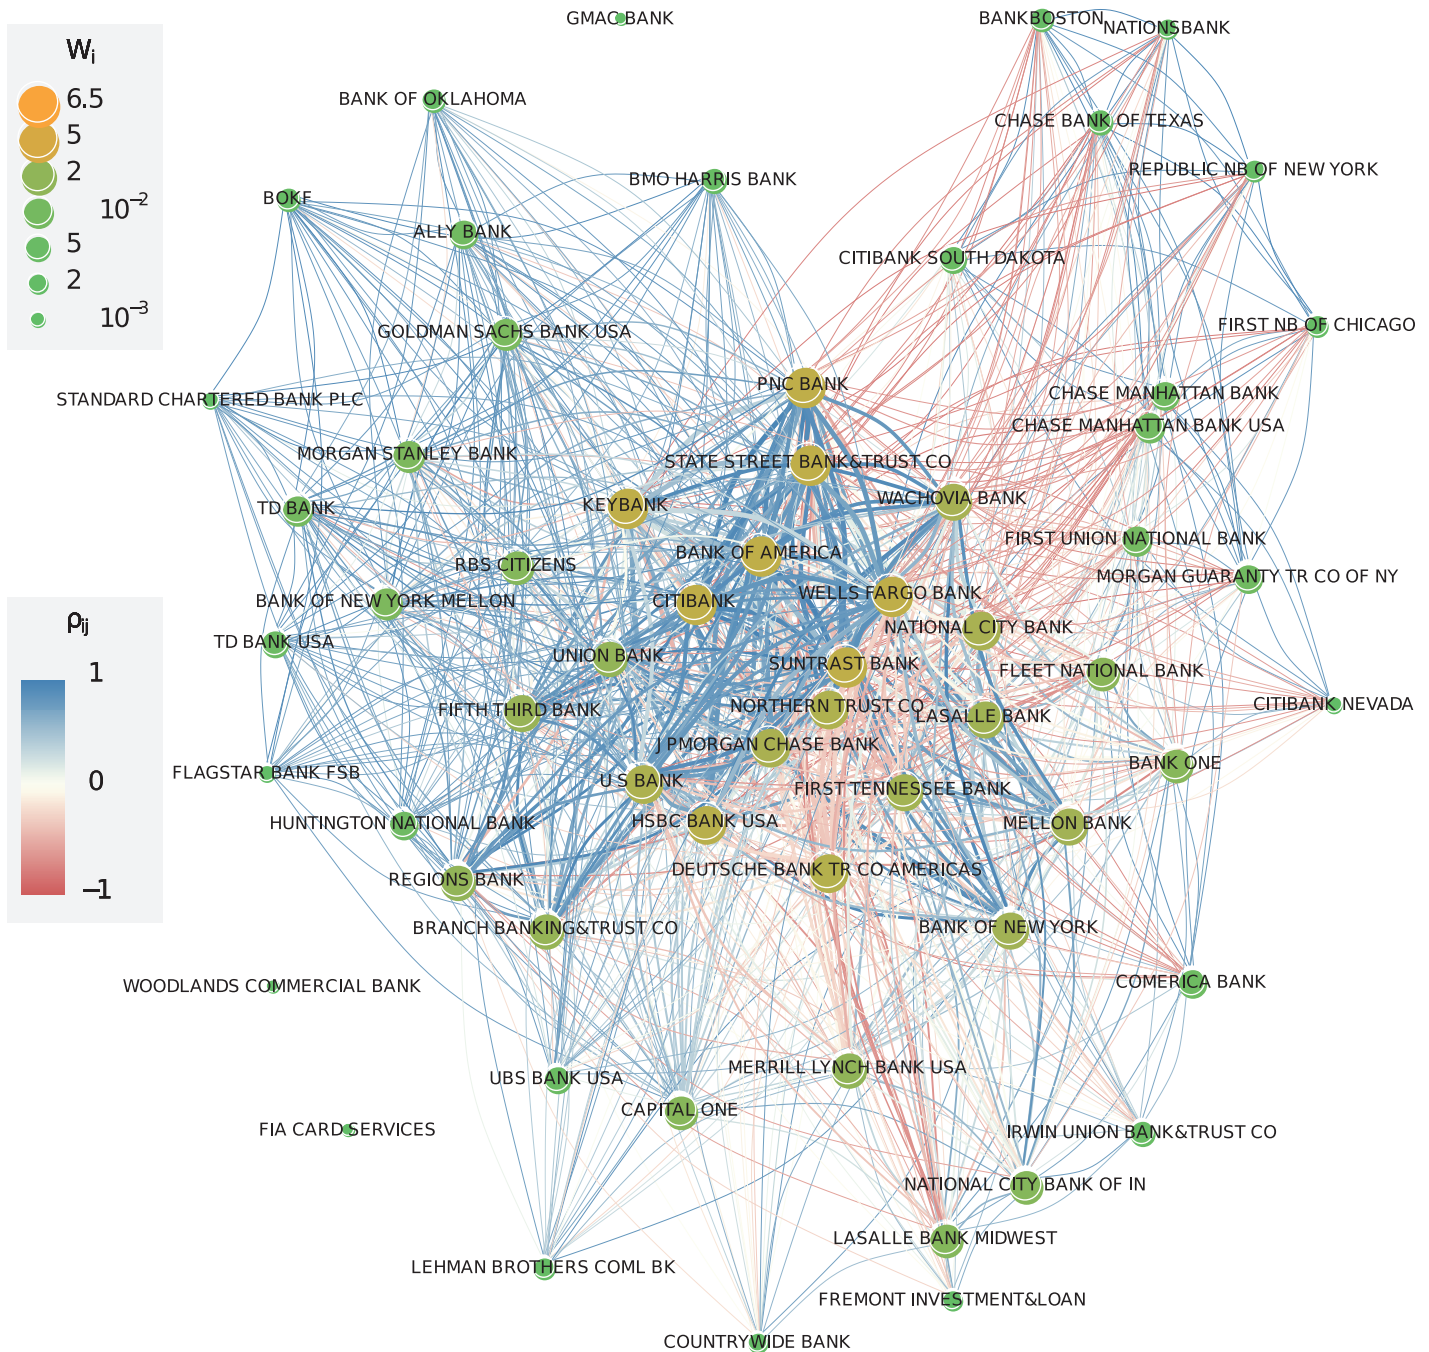 W_i
6.5
5
2
10^−2
5
2
10^−3
ρ_ij
1
0
−1
GMAC BANK
BANKBOSTON
NATIONSBANK
BANK OF OKLAHOMA
CHASE BANK OF TEXAS
REPUBLIC NB OF NEW YORK
BMO HARRIS BANK
BOKF
ALLY BANK
CITIBANK SOUTH DAKOTA
FIRST NB OF CHICAGO
GOLDMAN SACHS BANK USA
PNC BANK
CHASE MANHATTAN BANK
STANDARD CHARTERED BANK PLC
CHASE MANHATTAN BANK USA
MORGAN STANLEY BANK
STATE STREET BANK&TRUST CO
WACHOVIA BANK
KEYBANK
TD BANK
FIRST UNION NATIONAL BANK
BANK OF AMERICA
RBS CITIZENS
MORGAN GUARANTY TR CO OF NY
WELLS FARGO BANK
BANK OF NEW YORK MELLON
CITIBANK
NATIONAL CITY BANK
TD BANK USA
UNION BANK
SUNTRAST BANK
FLEET NATIONAL BANK
CITIBANK NEVADA
NORTHERN TRUST CO
FIFTH THIRD BANK
LASALLE BANK
J PMORGAN CHASE BANK
BANK ONE
FLAGSTAR BANK FSB
U S BANK
FIRST TENNESSEE BANK
HSBC BANK USA
HUNTINGTON NATIONAL BANK
MELLON BANK
DEUTSCHE BANK TR CO AMERICAS
REGIONS BANK
BRANCH BANKING&TRUST CO
BANK OF NEW YORK
COMERICA BANK
WOODLANDS COMMERCIAL BANK
MERRILL LYNCH BANK USA
UBS BANK USA
CAPITAL ONE
FIA CARD SERVICES
IRWIN UNION BANK&TRUST CO
NATIONAL CITY BANK OF IN
LASALLE BANK MIDWEST
LEHMAN BROTHERS COML BK
FREMONT INVESTMENT&LOAN
COUNTRYWIDE BANK